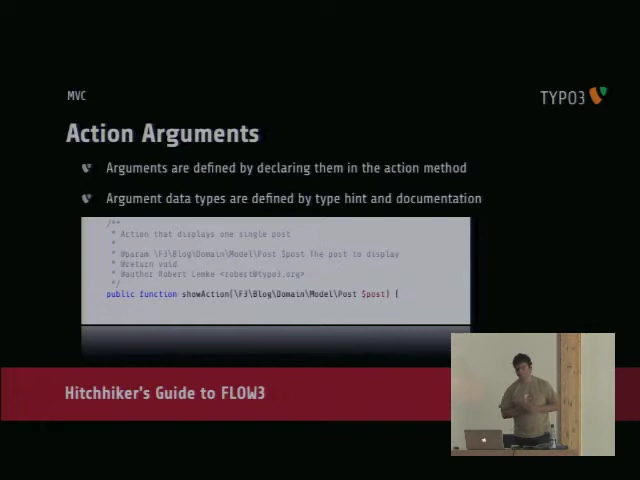 MVC
TYPO3
Action Arguments
Arguments are defined by declaring them in the action method
Argument data types are defined by type hint and documentation
/**
* Action that displays one single post
*
* @param \F3\Blog\Domain\Model\Post $post The post to display
* @return void
* @author Robert Lemke <robert@typo3.org>
*/
public function showAction(\F3\Blog\Domain\Model\Post $post) {
Hitchhiker's Guide to FLOW3